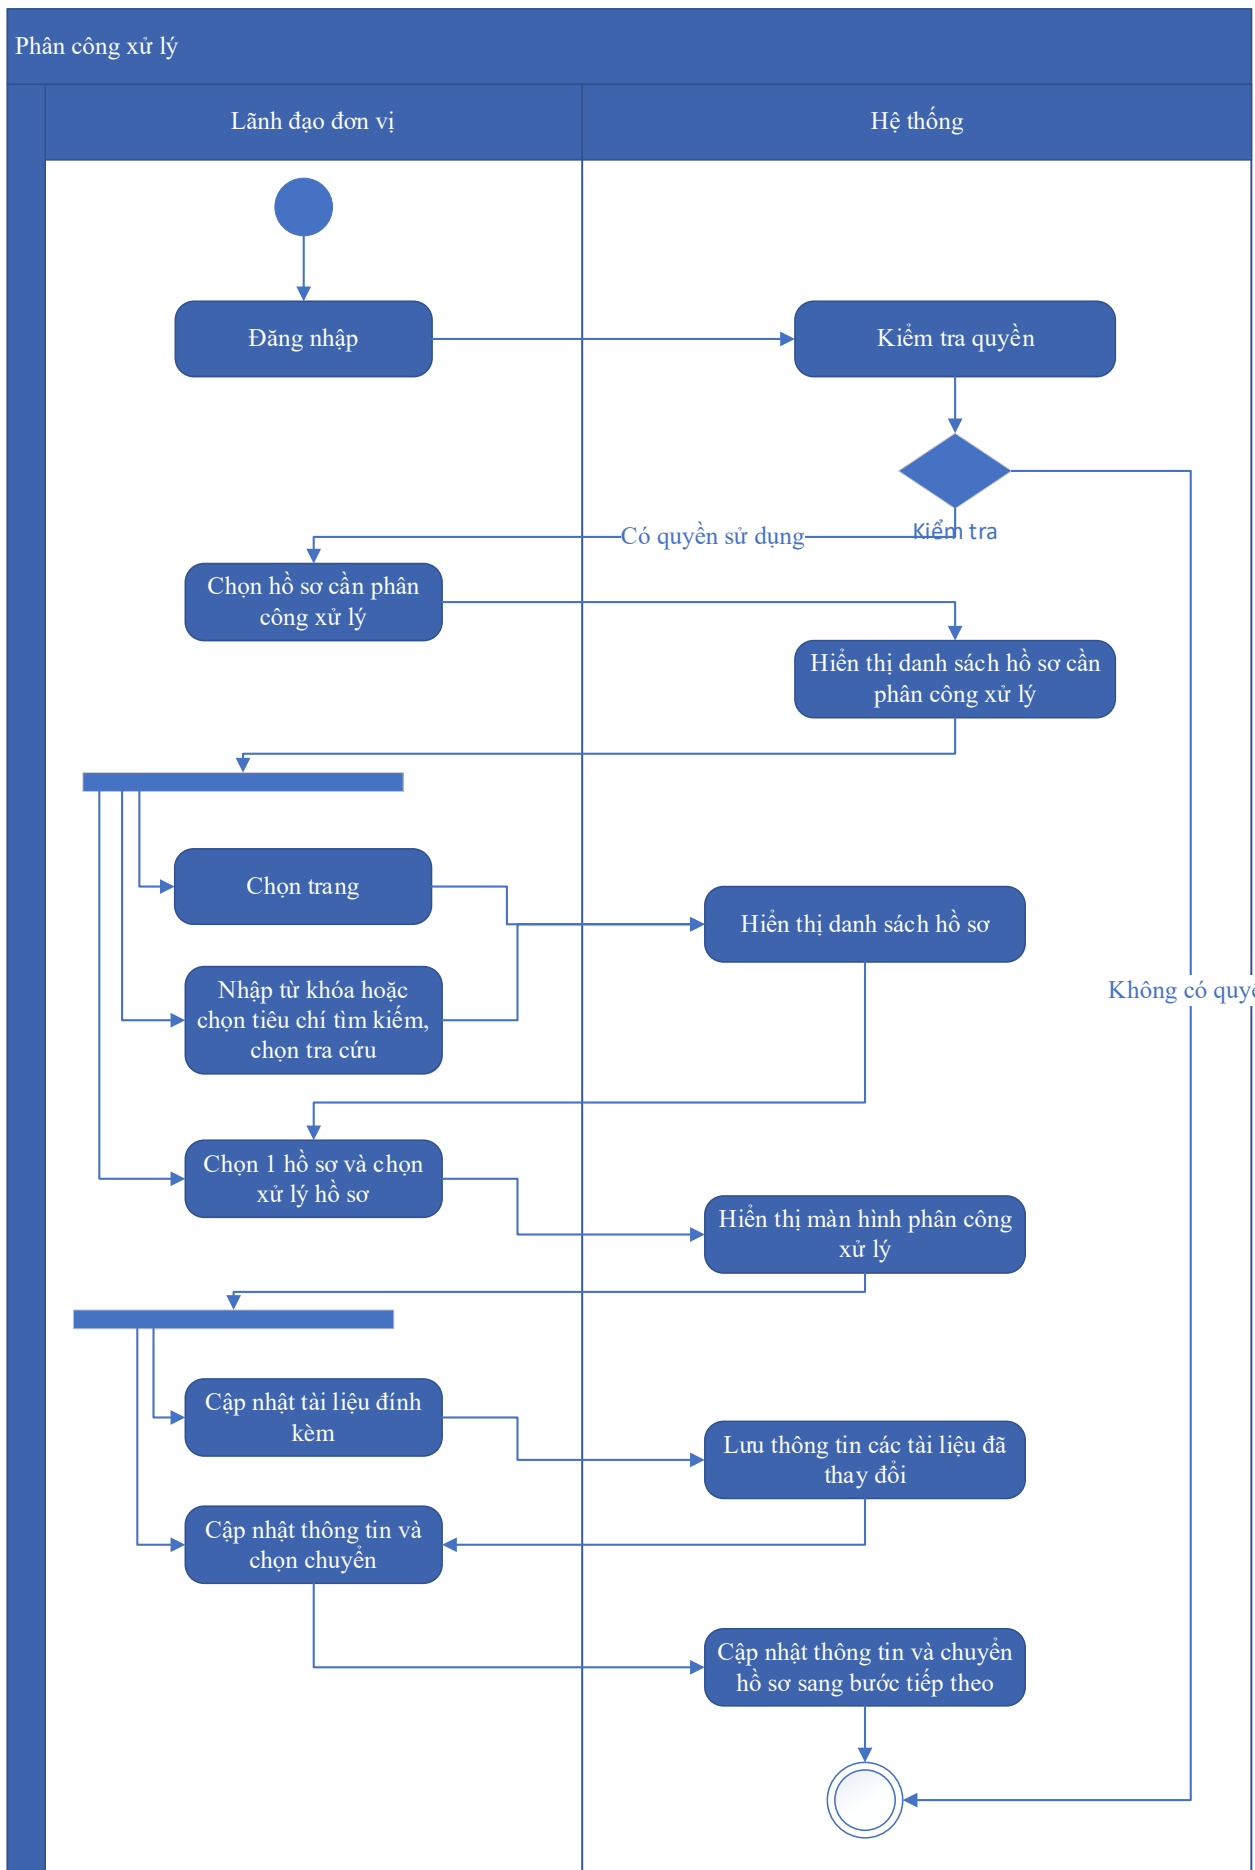 Phân công xử lý
Lãnh đạo đơn vị
Hệ thống
Đăng nhập
Kiểm tra quyền
Có quyền sử dụng
Kiểm tra
Chọn hồ sơ cần phân
công xử lý
Hiển thị danh sách hồ sơ cần
phân công xử lý
Chọn trang
Hiển thị danh sách hồ sơ
Nhập từ khóa hoặc
chọn tiêu chí tìm kiếm,
chọn tra cứu
Không có
Chọn 1 hồ sơ và chọn
xử lý hồ sơ
Hiển thị màn hình phân công
xử lý
Cập nhật tài liệu đính
kèm
Lưu thông tin các tài liệu đã
thay đổi
Cập nhật thông tin và
chọn chuyển
Cập nhật thông tin và chuyển
hồ sơ sang bước tiếp theo